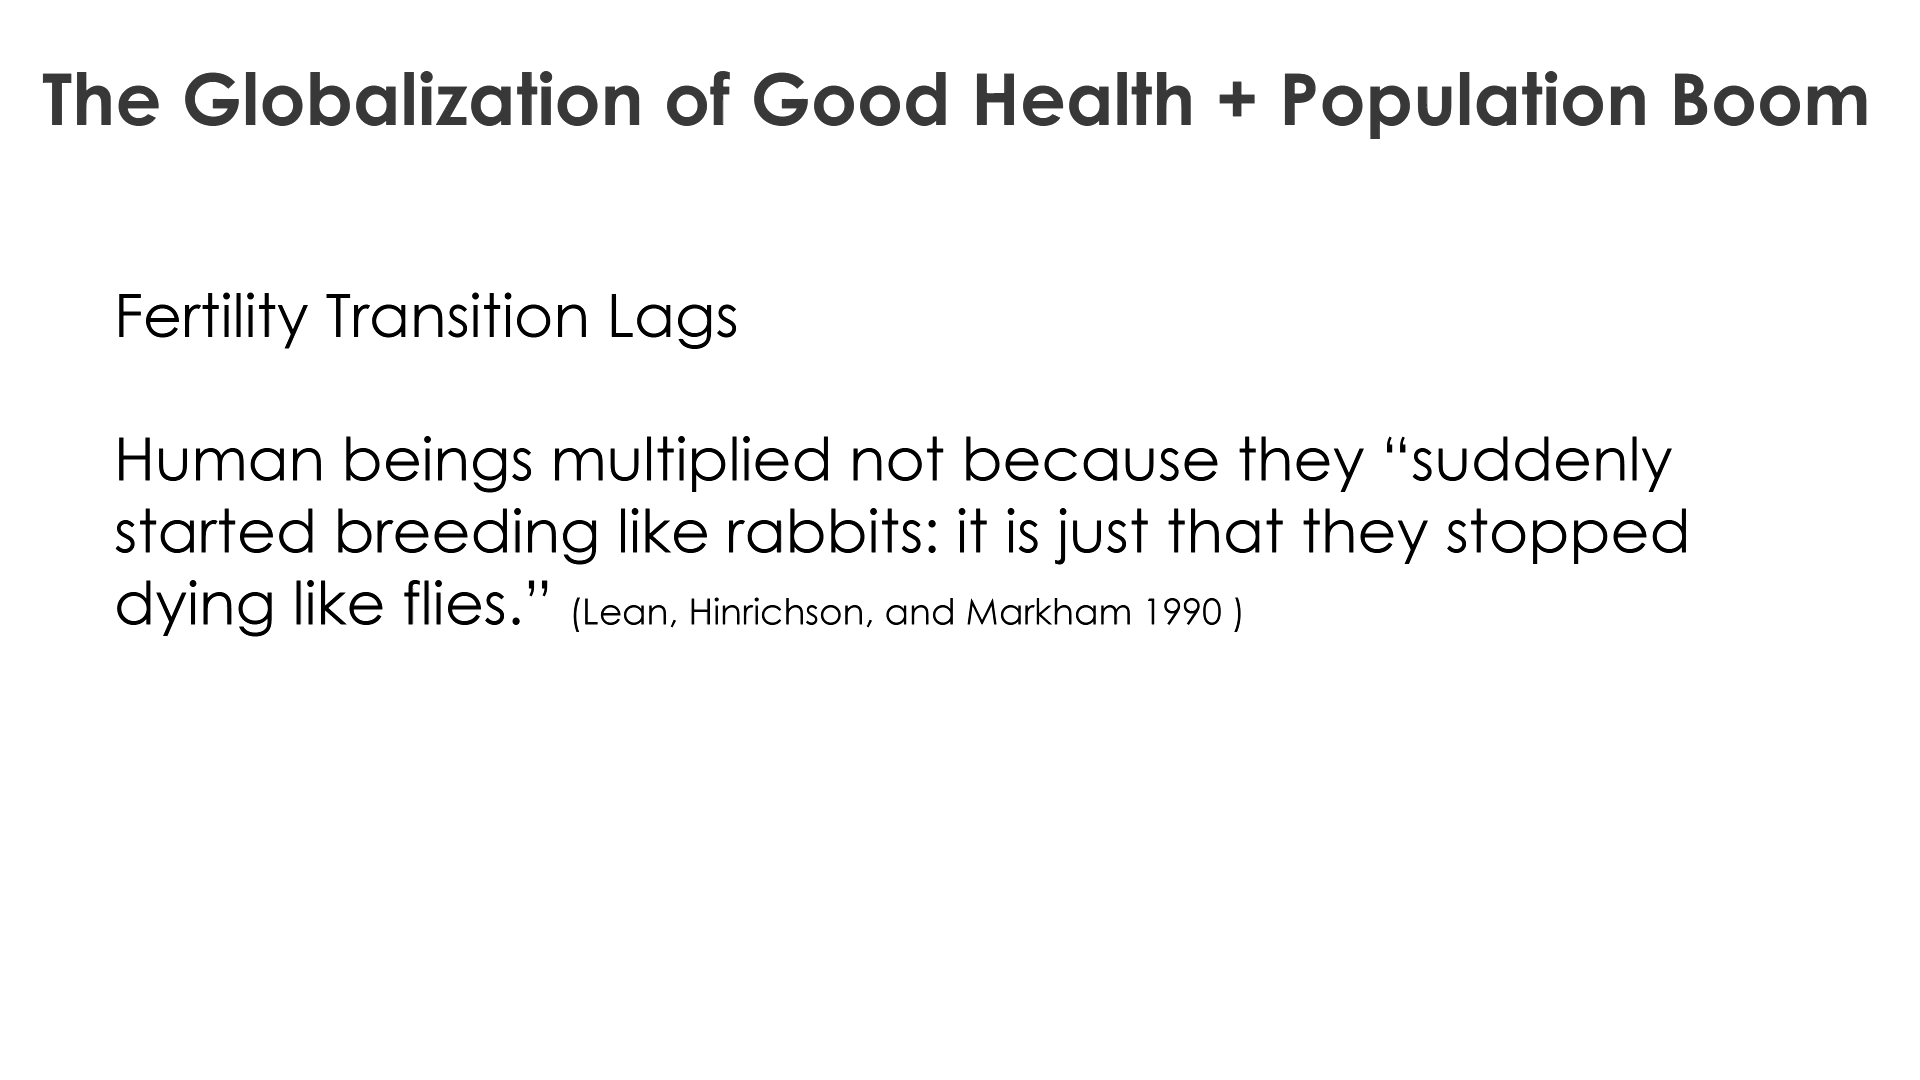 The Globalization of Good Health + Population Boom
Fertility Transition Lags
Human beings multiplied not because they “suddenly
started breeding like rabbits: it is just that they stopped
dying like flies.” (Lean, Hinrichson, and Markham 1990 )